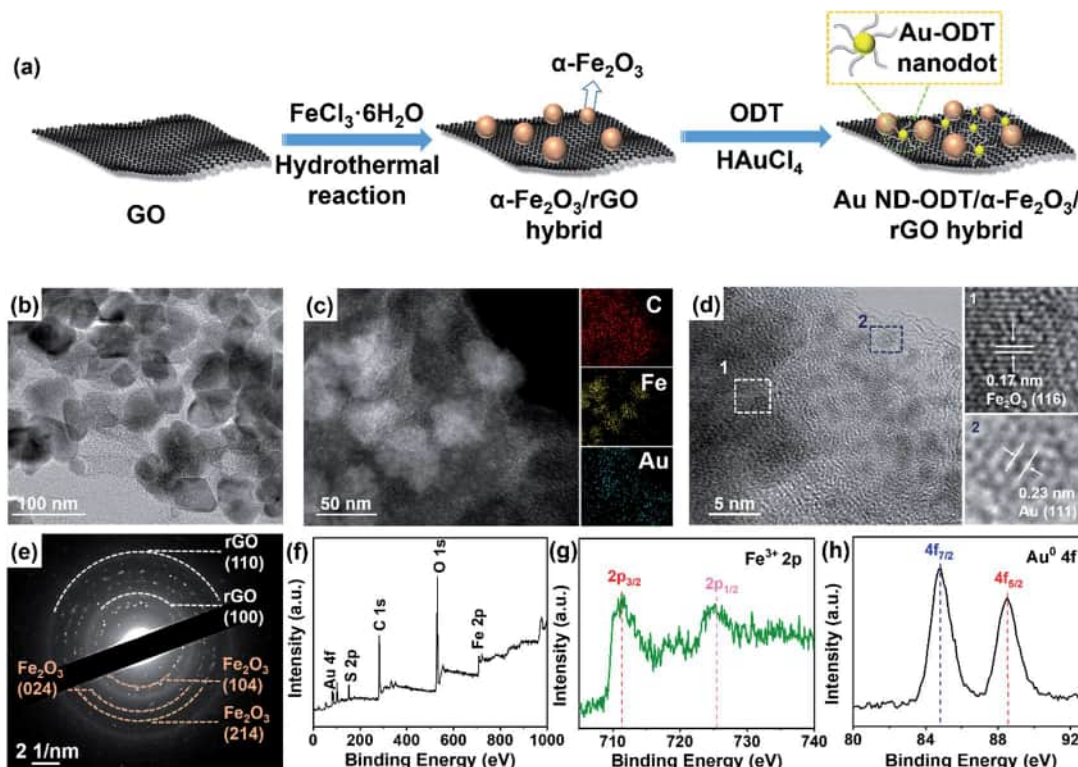 (a)
GO
FeCl₃·6H₂O
Hydrothermal
reaction
α-Fe₂O₃
α-Fe₂O₃/rGO
hybrid
ODT
HAuCl₄
Au-ODT
nanodot
Au ND-ODT/α-Fe₂O₃/
rGO hybrid
(b)
100 nm
(c)
50 nm
C
Fe
Au
(d)
1
2
5 nm
1
0.17 nm
Fe₂O₃ (116)
2
0.23 nm
Au (111)
(e)
rGO
(110)
rGO
(100)
Fe₂O₃
(024)
Fe₂O₃
(104)
Fe₂O₃
(214)
2 1/nm
(f)
Intensity (a.u.)
Au 4f
S 2p
C 1s
O 1s
Fe 2p
0 200 400 600 800 1000
Binding Energy (eV)
(g)
Fe³⁺ 2p
2p₃/₂
2p₁/₂
Intensity (a.u.)
710 720 730 740
Binding Energy (eV)
(h)
Au⁰ 4f
4f₇/₂
4f₅/₂
Intensity (a.u.)
80 84 88 92
Binding Energy (eV)